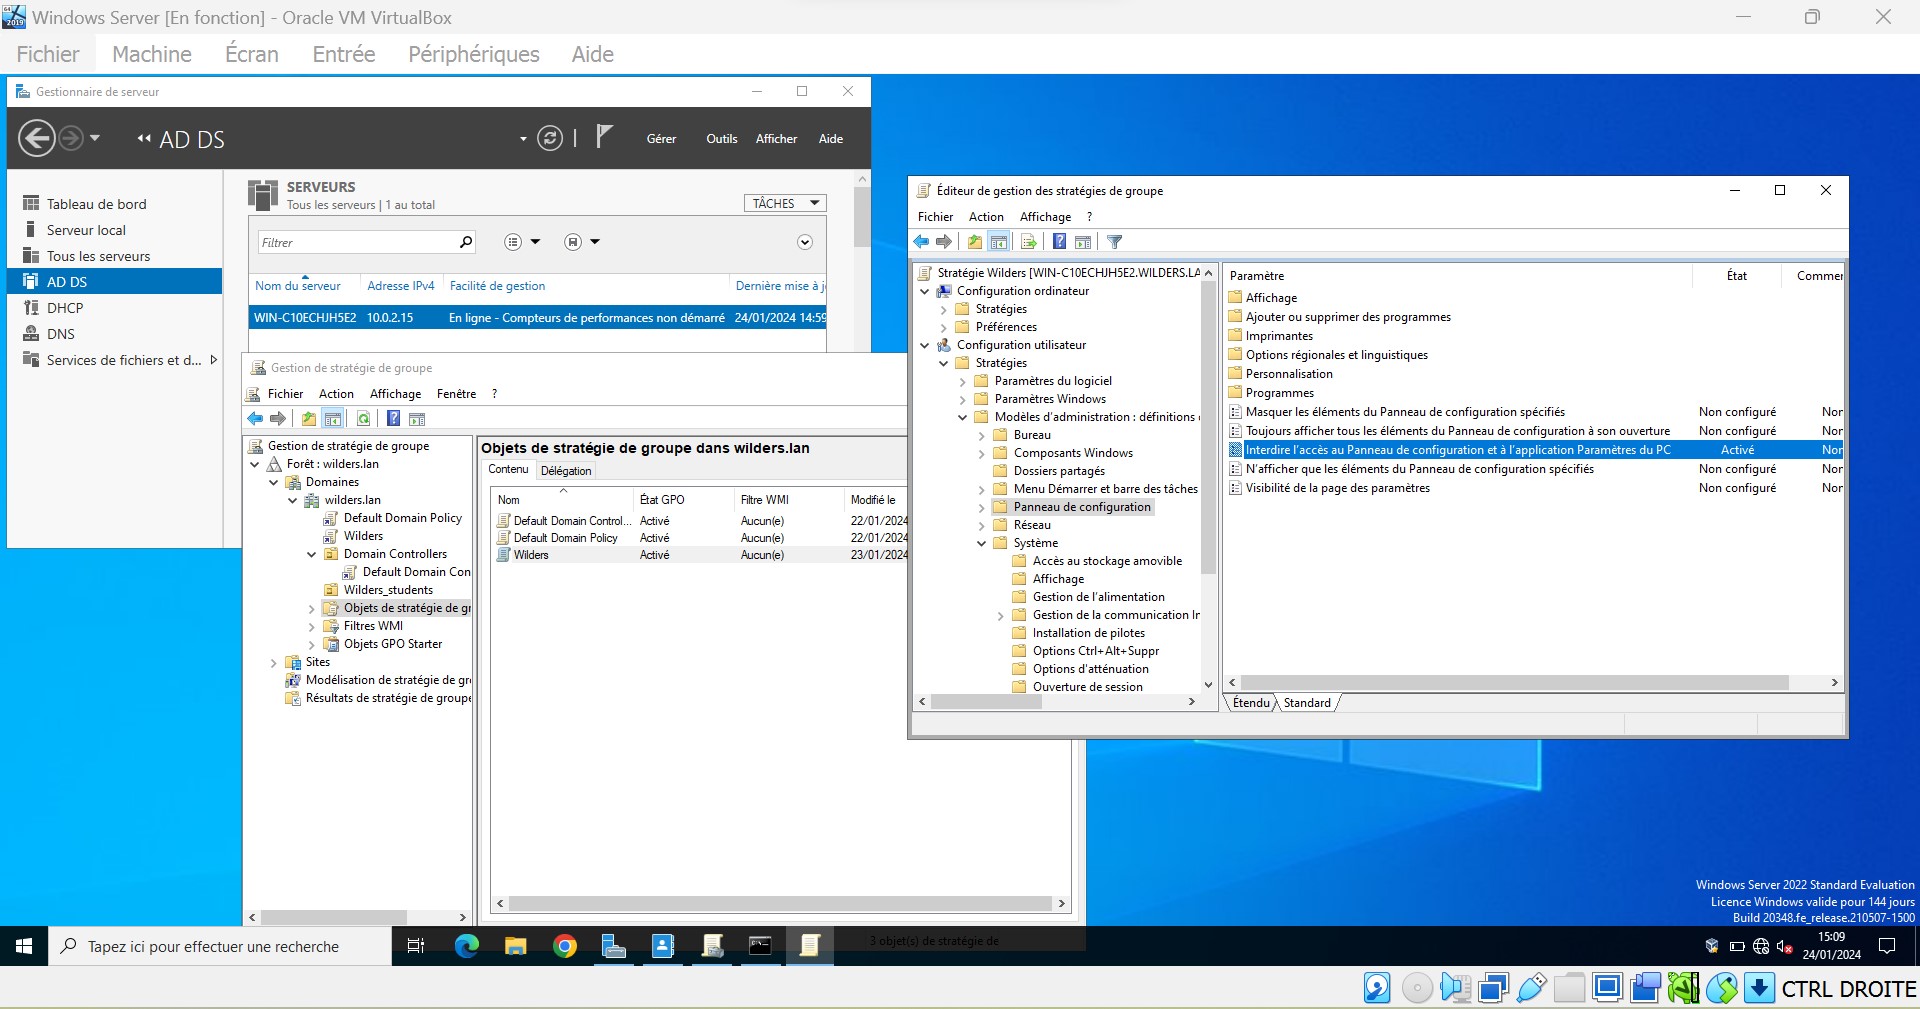 Windows Server [En fonction] - Oracle VM VirtualBox
Fichier Machine Écran Entrée Périphériques Aide
Gestionnaire de serveur
AD DS
Gérer Outils Afficher Aide
Tableau de bord
Serveur local
Tous les serveurs
AD DS
DHCP
DNS
Services de fichiers et d...
SERVEURS
Tous les serveurs | 1 au total
TÂCHES
Filtrer
Nom du serveur Adresse IPv4 Facilité de gestion Dernière mise à j
WIN-C10ECHJH5E2 10.0.2.15 En ligne - Compteurs de performances non démarré 24/01/2024 14:59
Gestion de stratégie de groupe
Fichier Action Affichage Fenêtre ?
Gestion de stratégie de groupe
Forêt : wilders.lan
Domaines
wilders.lan
Default Domain Policy
Wilders
Domain Controllers
Default Domain Con
Wilders_students
Objets de stratégie de gr
Filtres WMI
Objets GPO Starter
Sites
Modélisation de stratégie de gro
Résultats de stratégie de groupe
Objets de stratégie de groupe dans wilders.lan
Contenu Délégation
Nom État GPO Filtre WMI Modifié le
Default Domain Control... Activé Aucun(e) 22/01/2024
Default Domain Policy Activé Aucun(e) 22/01/2024
Wilders Activé Aucun(e) 23/01/2024
Éditeur de gestion des stratégies de groupe
Fichier Action Affichage ?
Stratégie Wilders [WIN-C10ECHJH5E2.WILDERS.LA
Configuration ordinateur
Stratégies
Préférences
Configuration utilisateur
Stratégies
Paramètres du logiciel
Paramètres Windows
Modèles d'administration : définitions
Bureau
Composants Windows
Dossiers partagés
Menu Démarrer et barre des tâches
Panneau de configuration
Réseau
Système
Accès au stockage amovible
Affichage
Gestion de l'alimentation
Gestion de la communication In
Installation de pilotes
Options Ctrl+Alt+Suppr
Options d'atténuation
Ouverture de session
Paramètre État Commer
Affichage
Ajouter ou supprimer des programmes
Imprimantes
Options régionales et linguistiques
Personnalisation
Programmes
Masquer les éléments du Panneau de configuration spécifiés Non configuré Nor
Toujours afficher tous les éléments du Panneau de configuration à son ouverture Non configuré Nor
Interdire l'accès au Panneau de configuration et à l'application Paramètres du PC Activé Nor
N'afficher que les éléments du Panneau de configuration spécifiés Non configuré Nor
Visibilité de la page des paramètres Non configuré Nor
Étendu Standard
Windows Server 2022 Standard Evaluation
Licence Windows valide pour 144 jours
Build 20348.fe_release.210507-1500
Tapez ici pour effectuer une recherche
3 objet(s) de stratégie de
15:09
24/01/2024
CTRL DROITE